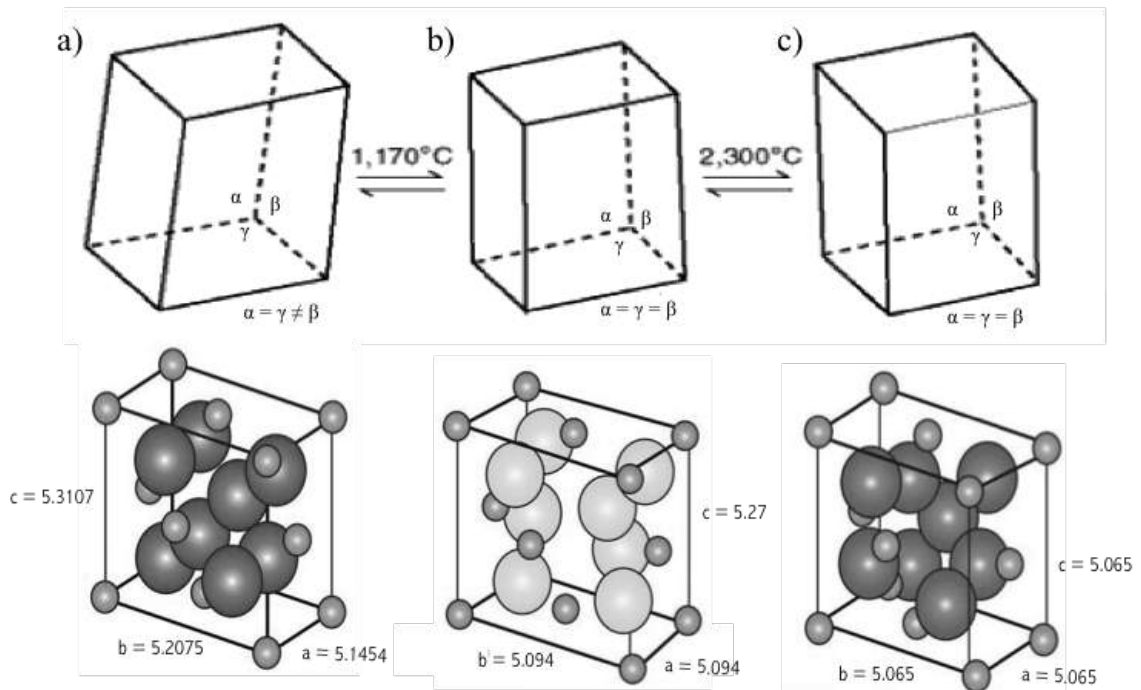 a)
b)
c)
1,170°C
2,300°C
α
β
γ
α
β
γ
α
β
γ
α = γ ≠ β
α = γ = β
α = γ = β
c = 5.3107
b = 5.2075
a = 5.1454
c = 5.27
b = 5.094
a = 5.094
c = 5.065
b = 5.065
a = 5.065